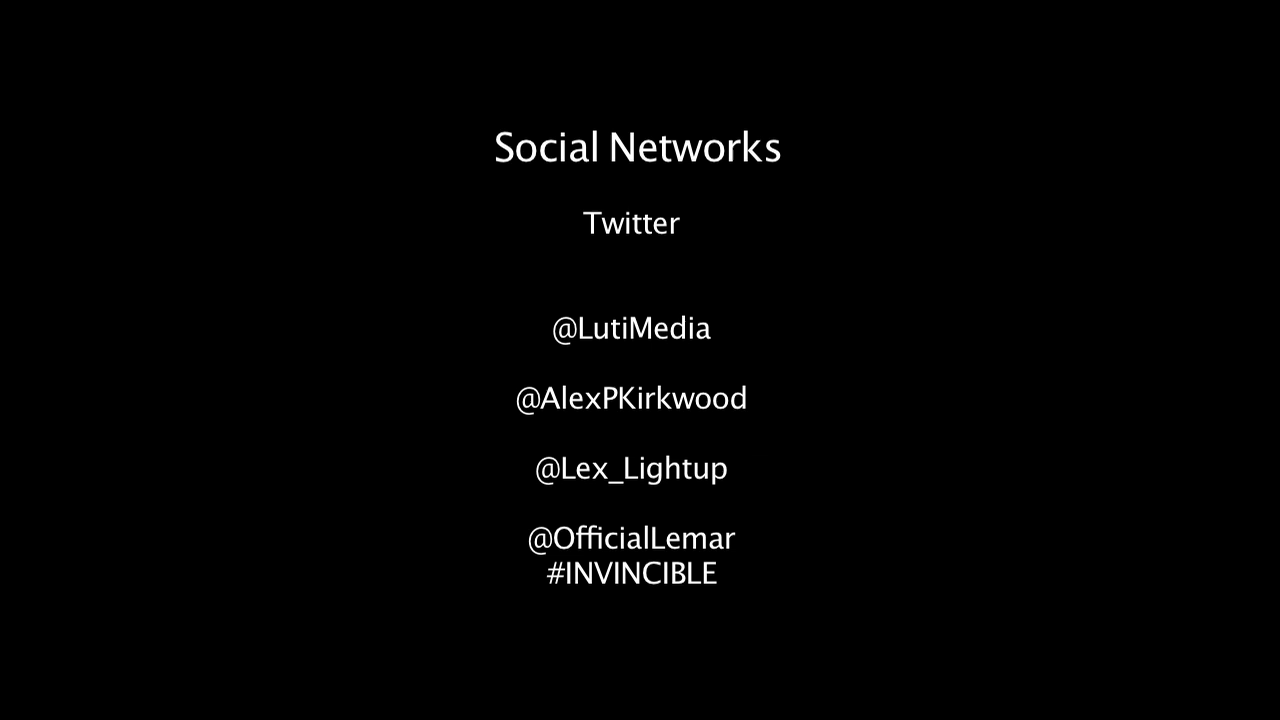 Social Networks
Twitter
@LutiMedia
@AlexPKirkwood
@Lex_Lightup
@OfficialLemar
#INVINCIBLE